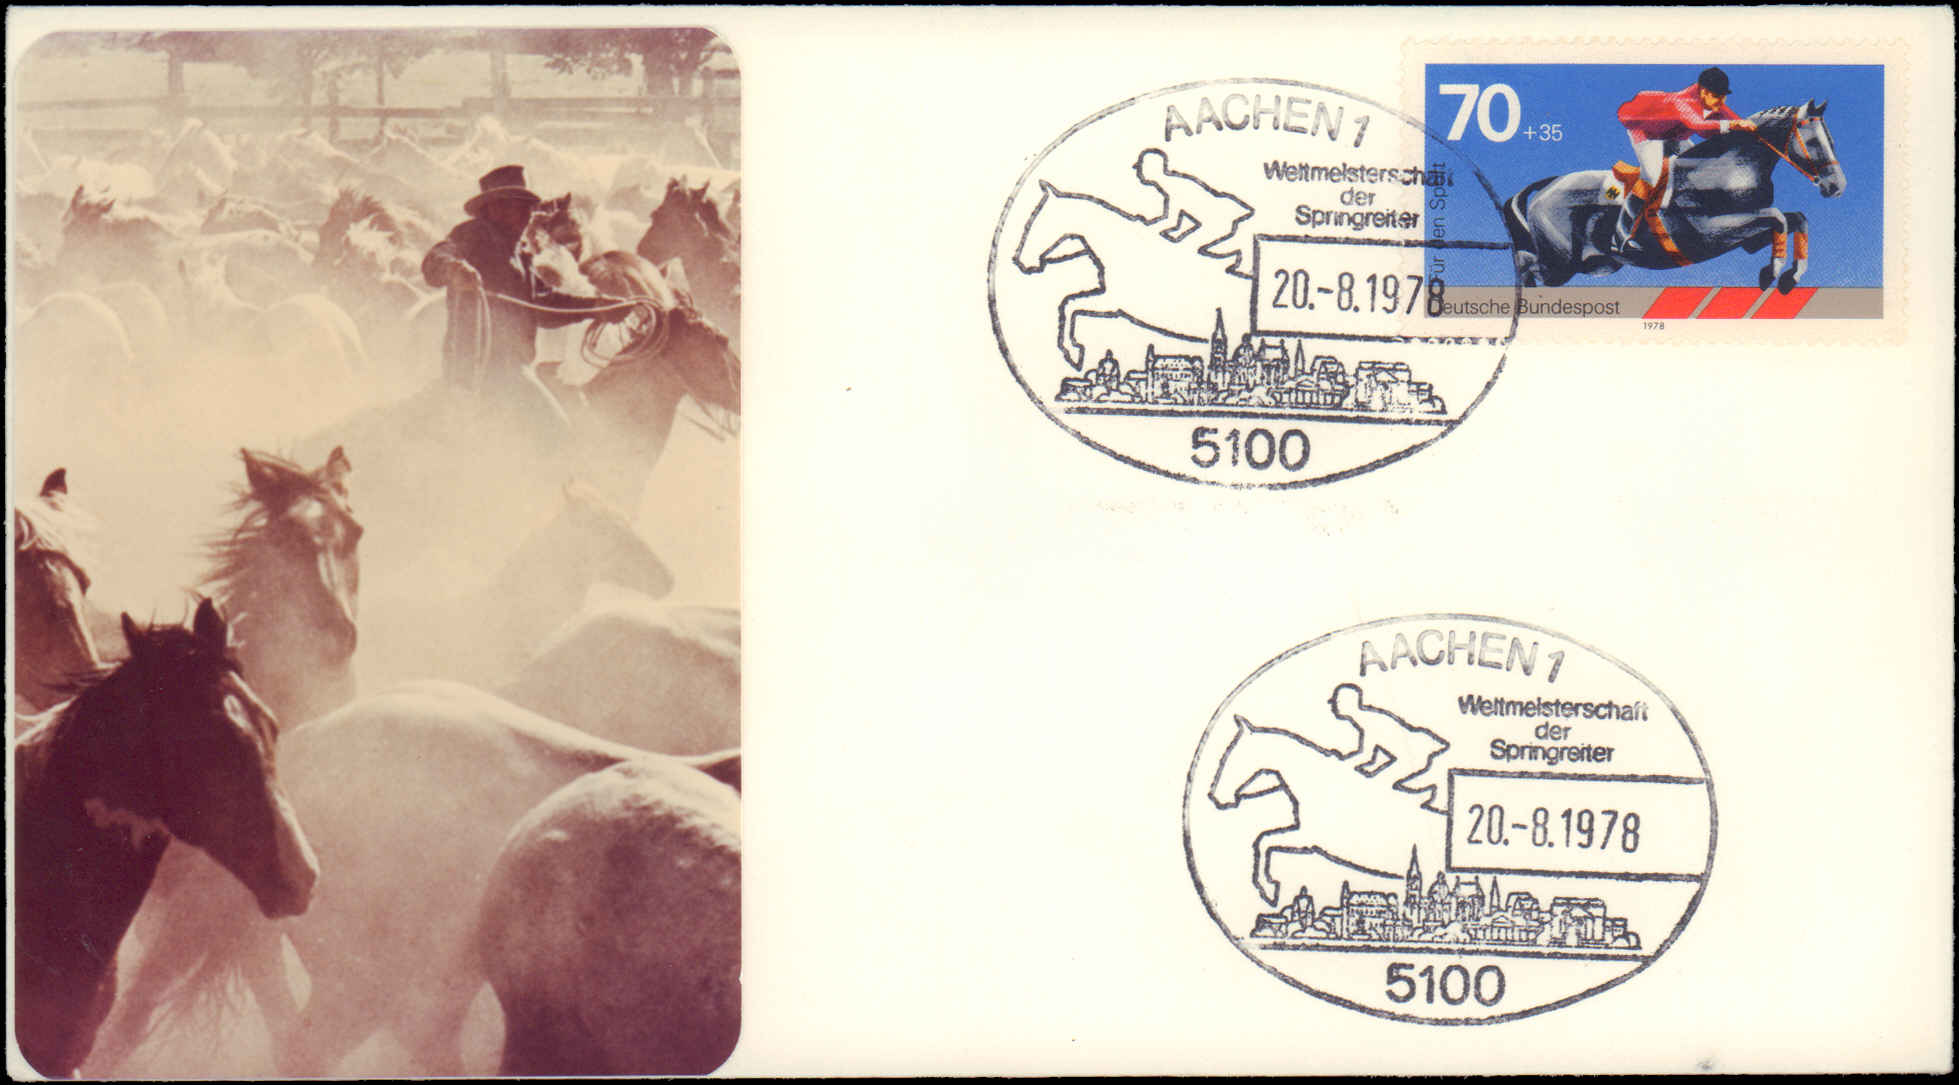 70 +35
Für den Sport
Deutsche Bundespost
1978
AACHEN 1
Weltmeisterschaft
der
Springreiter
20.-8.1978
5100
AACHEN 1
Weltmeisterschaft
der
Springreiter
20.-8.1978
5100